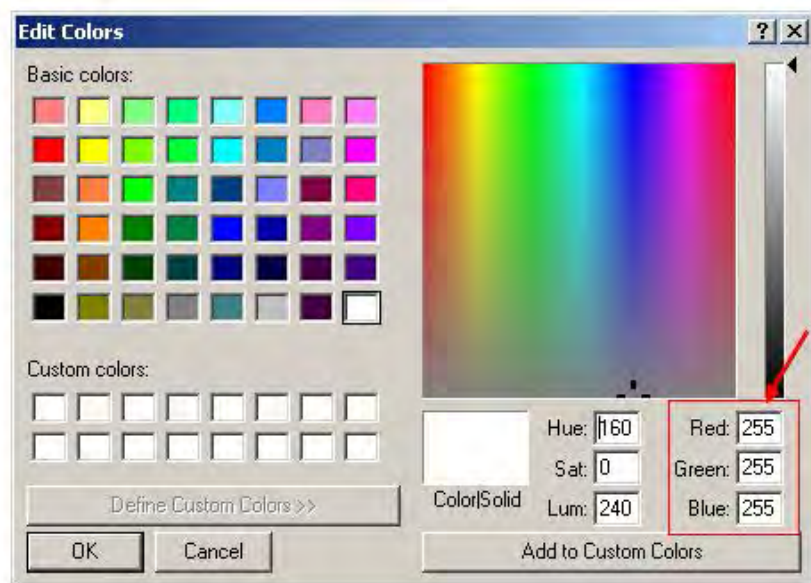 Edit Colors
Basic colors:
Custom colors:
Define Custom Colors >>
OK Cancel
Color|Solid
Hue: 160 Red: 255
Sat: 0 Green: 255
Lum: 240 Blue: 255
Add to Custom Colors